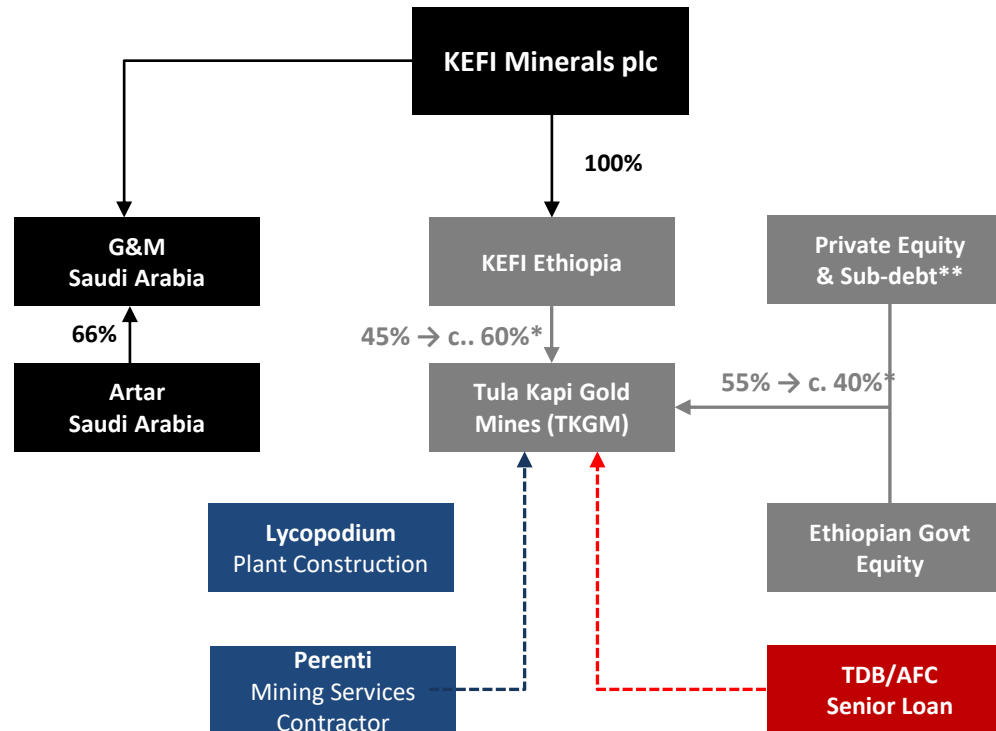 KEFI Minerals plc
100%
G&M
Saudi Arabia
KEFI Ethiopia
Private Equity
& Sub-debt**
66%
45% → c.. 60%*
Artar
Saudi Arabia
Tula Kapi Gold
Mines (TKGM)
55% → c. 40%*
Lycopodium
Plant Construction
Ethiopian Govt
Equity
Perenti
Mining Services
Contractor
TDB/AFC
Senior Loan